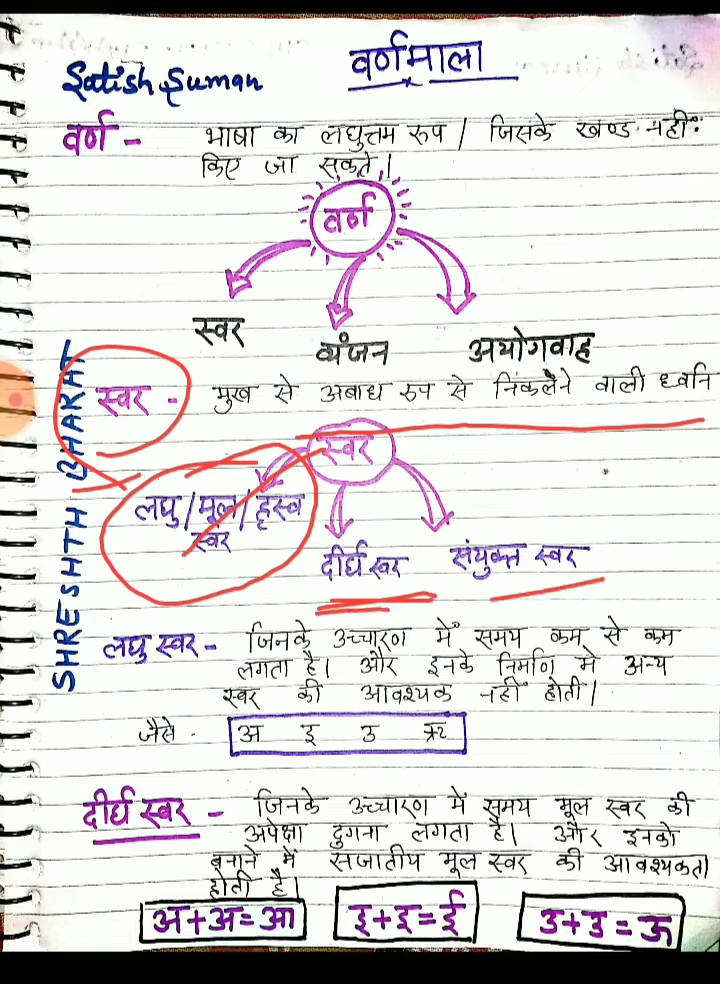 Satish Suman
वर्णमाला
वर्ण - भाषा का लघुत्तम रुप / जिसके खण्ड नहीं
किए जा सकते।
वर्ण
स्वर व्यंजन अयोगवाह
SHRESHTH BHARAT
स्वर - मुख से अबाध रुप से निकलने वाली ध्वनि
स्वर
लघु/मूल/हृस्व
स्वर
दीर्घ स्वर संयुक्त स्वर
लघु स्वर - जिनके उच्चारण में समय कम से कम
लगता है। और इनके निर्माण मे अन्य
स्वर की आवश्यक नहीं होती।
जैसे - अ इ उ ऋ
दीर्घ स्वर - जिनके उच्चारण में समय मूल स्वर की
अपेक्षा दुगना लगता है। और इनको
बनाने में सजातीय मूल स्वर की आवश्यकता
होती है।
अ+अ=आ इ+इ=ई उ+उ=ऊ